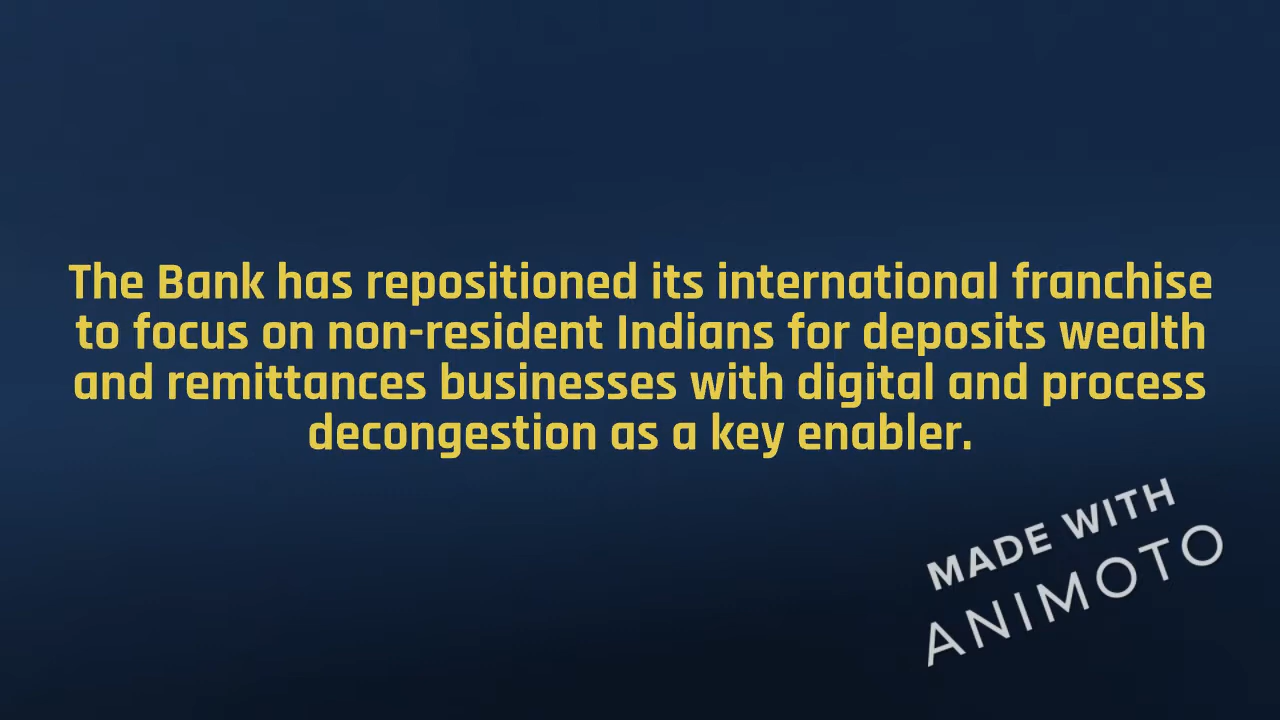 The Bank has repositioned its international franchise
to focus on non-resident Indians for deposits wealth
and remittances businesses with digital and process
decongestion as a key enabler.
MADE WITH
ANIMOTO